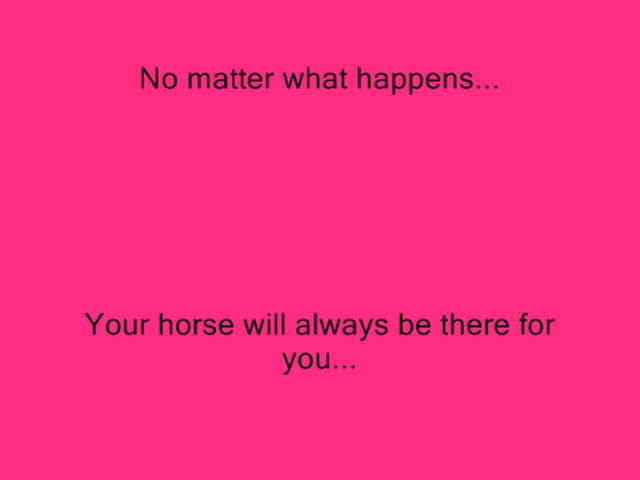 No matter what happens...
Your horse will always be there for
you...